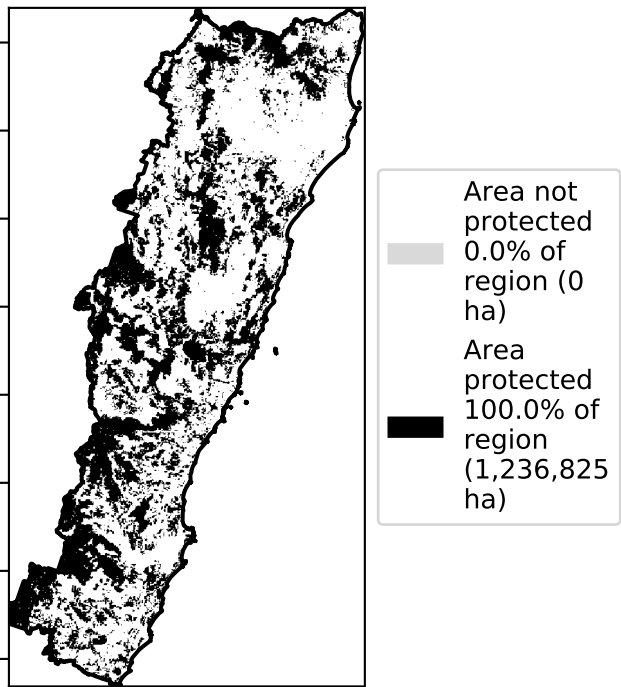 Area not
protected
0.0% of
region (0
ha)
Area
protected
100.0% of
region
(1,236,825
ha)